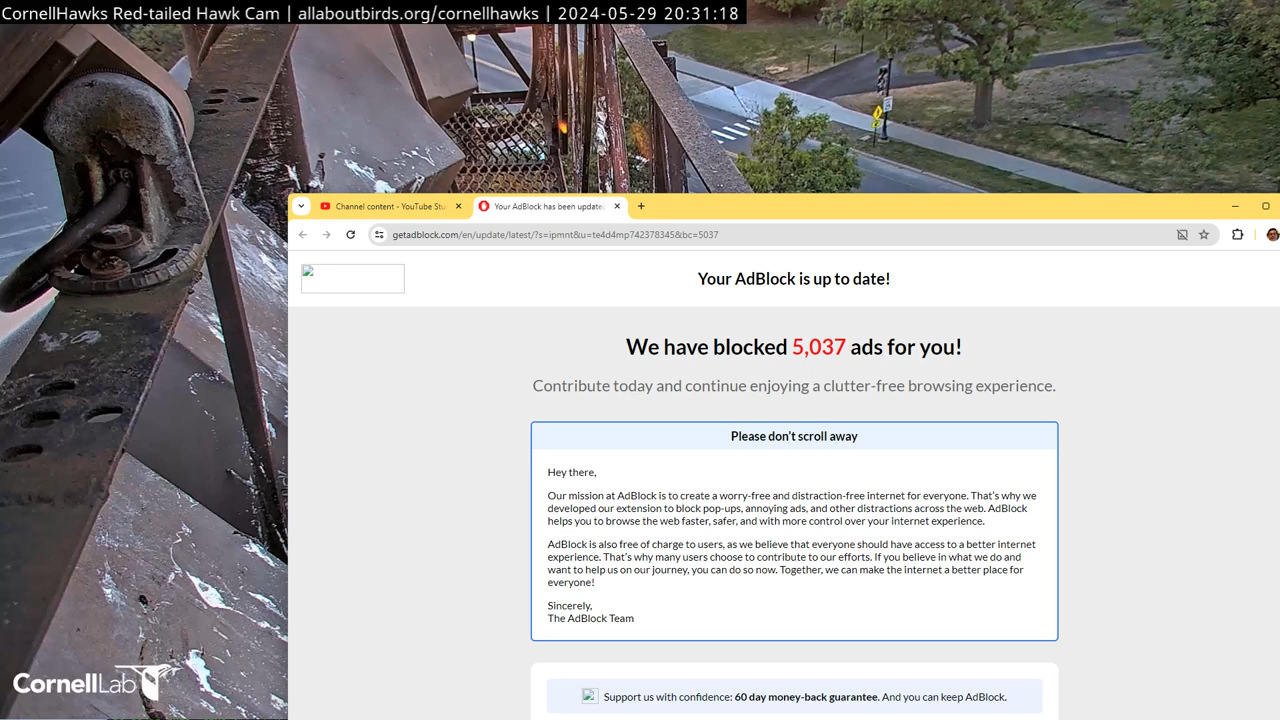 CornellHawks Red-tailed Hawk Cam | allaboutbirds.org/cornellhawks | 2024-05-29 20:31:18
Channel content - YouTube Stu
Your AdBlock has been update
getadblock.com/en/update/latest/?s=ipmnt&u=te4d4mp742378345&bc=5037
Your AdBlock is up to date!
We have blocked 5,037 ads for you!
Contribute today and continue enjoying a clutter-free browsing experience.
Please don't scroll away
Hey there,
Our mission at AdBlock is to create a worry-free and distraction-free internet for everyone. That's why we
developed our extension to block pop-ups, annoying ads, and other distractions across the web. AdBlock
helps you to browse the web faster, safer, and with more control over your internet experience.
AdBlock is also free of charge to users, as we believe that everyone should have access to a better internet
experience. That's why many users choose to contribute to our efforts. If you believe in what we do and
want to help us on our journey, you can do so now. Together, we can make the internet a better place for
everyone!
Sincerely,
The AdBlock Team
Support us with confidence: 60 day money-back guarantee. And you can keep AdBlock.
CornellLab